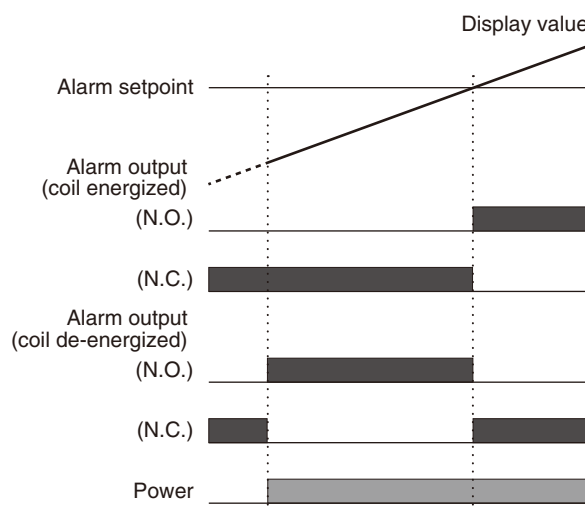 Display value
Alarm setpoint
Alarm output
(coil energized)
(N.O.)
(N.C.)
Alarm output
(coil de-energized)
(N.O.)
(N.C.)
Power